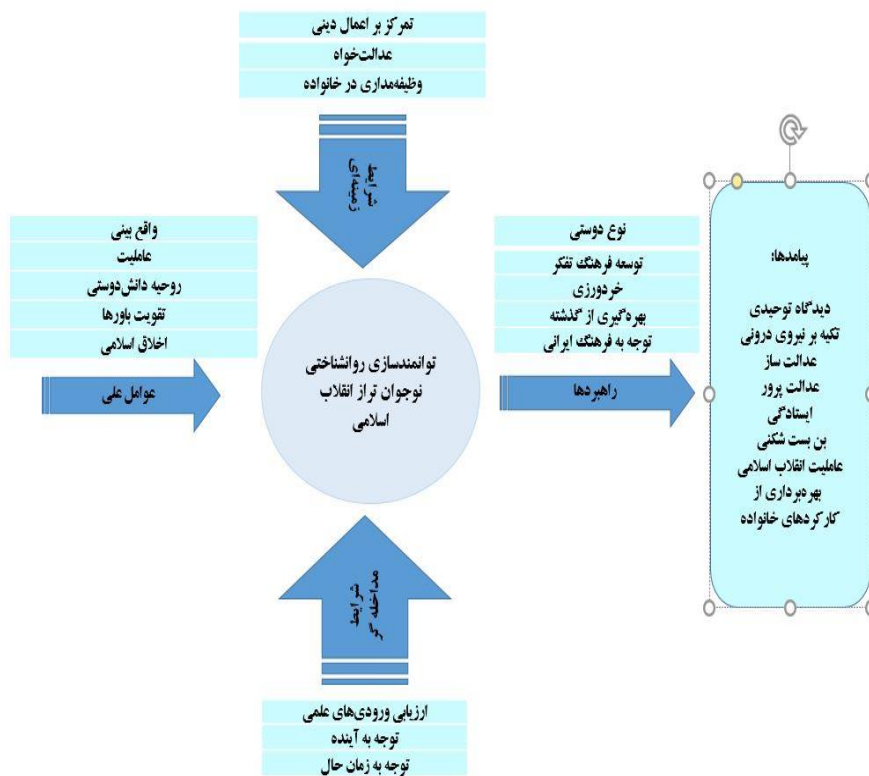 تمرکز بر اعمال دینی
عدالت‌خواه
وظیفه‌مداری در خانواده
شرایط
زمینه‌ای
واقع بینی
عاملیت
روحیه دانش‌دوستی
تقویت باورها
اخلاق اسلامی
عوامل علی
توانمندسازی روانشناختی
نوجوان تراز انقلاب
اسلامی
نوع دوستی
توسعه فرهنگ تفکر
خردورزی
بهره‌گیری از گذشته
توجه به فرهنگ ایرانی
راهبردها
پیامدها:
دیدگاه توحیدی
تکیه بر نیروی درونی
عدالت ساز
عدالت پرور
ایستادگی
بن بست شکنی
عاملیت انقلاب اسلامی
بهره‌برداری از
کارکردهای خانواده
شرایط
مداخله گر
ارزیابی ورودی‌های علمی
توجه به آینده
توجه به زمان حال